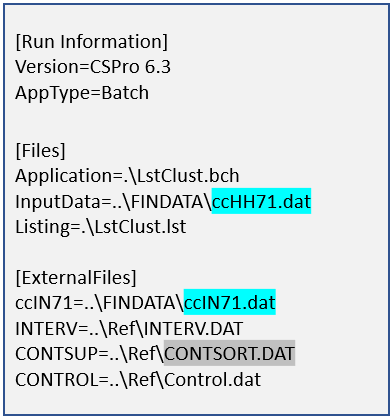 [Run Information]
Version=CSPro 6.3
AppType=Batch
[Files]
Application=.\LstClust.bch
InputData=..\FINDATA\ccHH71.dat
Listing=.\LstClust.lst
[ExternalFiles]
ccIN71=..\FINDATA\ccIN71.dat
INTERV=..\Ref\INTERV.DAT
CONTSUP=..\Ref\CONTSORT.DAT
CONTROL=..\Ref\Control.dat